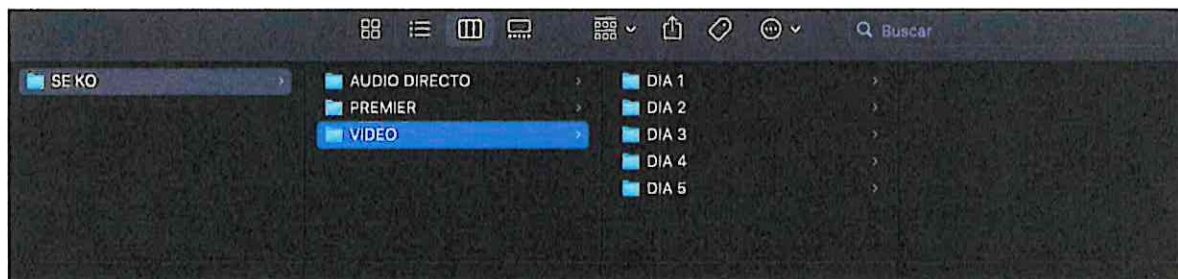 Buscar
SE KO
AUDIO DIRECTO
PREMIER
VIDEO
DIA 1
DIA 2
DIA 3
DIA 4
DIA 5